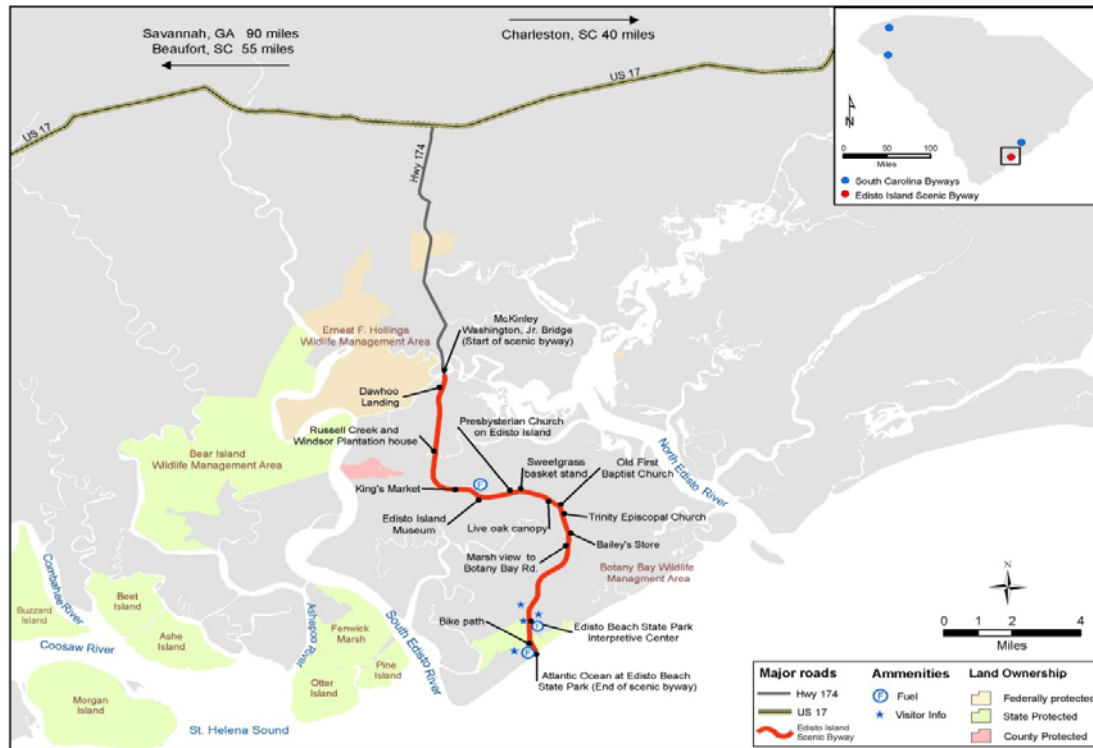 Savannah, GA 90 miles
Beaufort, SC 55 miles
Charleston, SC 40 miles
US 17
US 17
Hwy 174
N
0 50 100
Miles
South Carolina Byways
Edisto Island Scenic Byway
Ernest F. Hollings
Wildlife Management Area
McKinley
Washington, Jr. Bridge
(Start of scenic byway)
Dawhoo
Landing
Russell Creek and
Windsor Plantation house
Presbysterian Church
on Edisto Island
Bear Island
Wildlife Management Area
Sweetgrass
basket stand
Old First
Baptist Church
North Edisto River
King's Market
F
Edisto Island
Museum
Live oak canopy
Trinity Episcopal Church
Bailey's Store
Marsh view to
Botany Bay Rd.
Botany Bay Wildlife
Managment Area
N
Combahee River
Buzzard
Island
Beet
Island
Ashe
Island
Coosaw River
Ashapoo River
Fenwick
Marsh
Pine
Island
Otter
Island
South Edisto River
Morgan
Island
St. Helena Sound
Bike path
F
Edisto Beach State Park
Interpretive Center
F
Atlantic Ocean at Edisto Beach
State Park (End of scenic byway)
0 1 2 4
Miles
Major roads
Hwy 174
US 17
Edisto Island
Scenic Byway
Ammenities
F Fuel
Visitor Info
Land Ownership
Federally protected
State Protected
County Protected